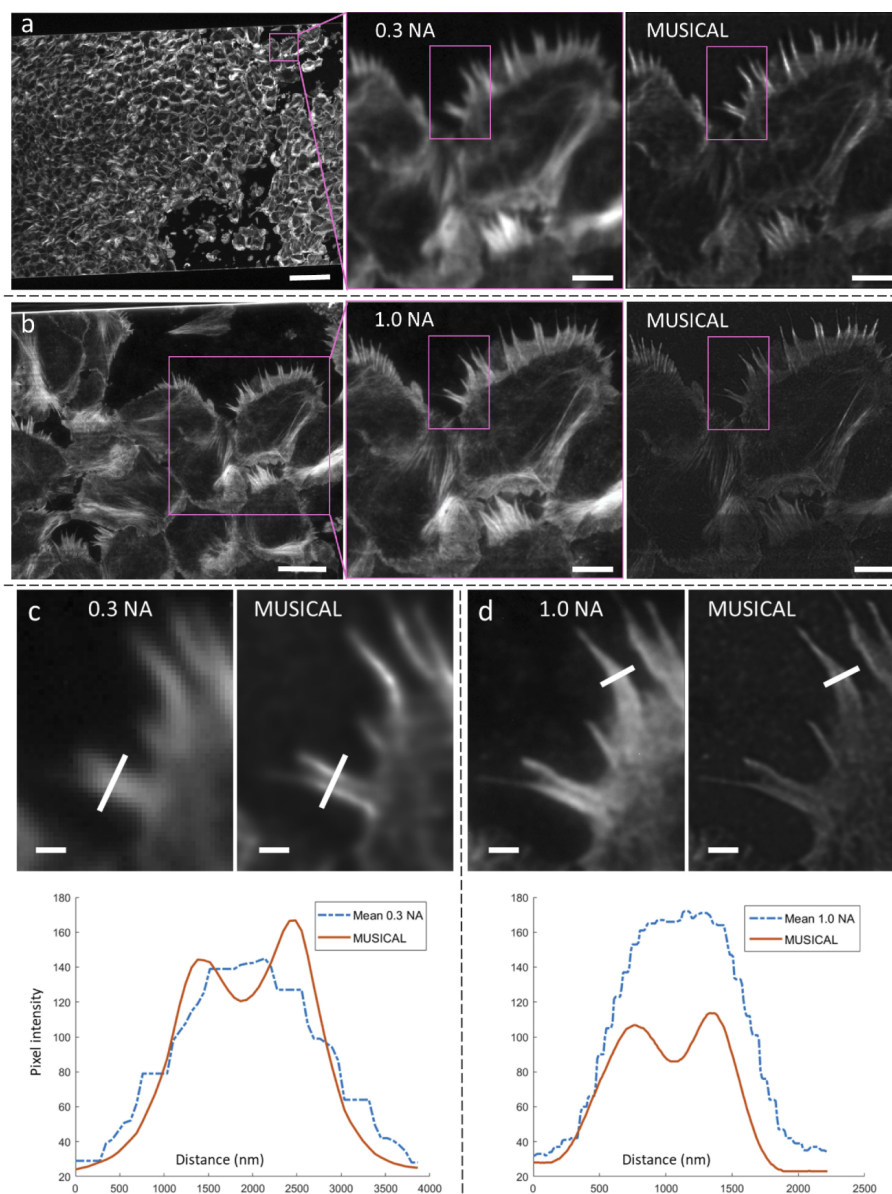 a
0.3 NA
MUSICAL
b
1.0 NA
MUSICAL
c
0.3 NA
MUSICAL
d
1.0 NA
MUSICAL
180
160
140
120
100
80
60
40
20
Pixel intensity
Mean 0.3 NA
MUSICAL
Distance (nm)
0 500 1000 1500 2000 2500 3000 3500 4000
180
160
140
120
100
80
60
40
20
Mean 1.0 NA
MUSICAL
Distance (nm)
0 500 1000 1500 2000 2500